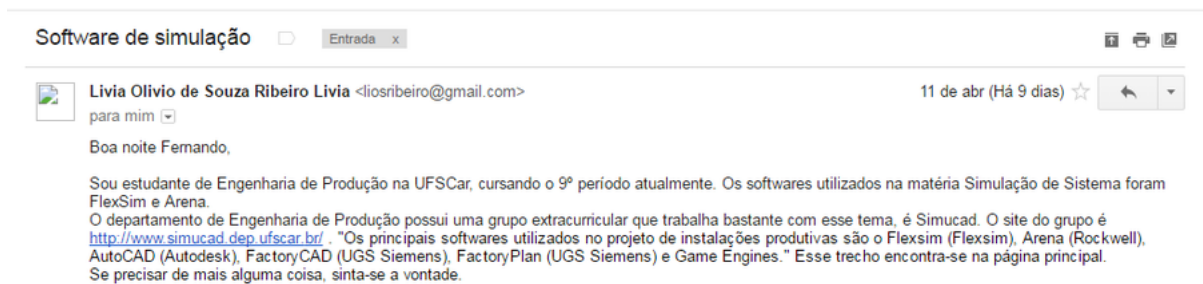 Software de simulação
Entrada x
Livia Olivio de Souza Ribeiro Livia <liosribeiro@gmail.com>
11 de abr (Há 9 dias)
para mim
Boa noite Fernando,
Sou estudante de Engenharia de Produção na UFSCar, cursando o 9º período atualmente. Os softwares utilizados na matéria Simulação de Sistema foram
FlexSim e Arena.
O departamento de Engenharia de Produção possui uma grupo extracurricular que trabalha bastante com esse tema, é Simucad. O site do grupo é
http://www.simucad.dep.ufscar.br/ . "Os principais softwares utilizados no projeto de instalações produtivas são o Flexsim (Flexsim), Arena (Rockwell),
AutoCAD (Autodesk), FactoryCAD (UGS Siemens), FactoryPlan (UGS Siemens) e Game Engines." Esse trecho encontra-se na página principal.
Se precisar de mais alguma coisa, sinta-se a vontade.